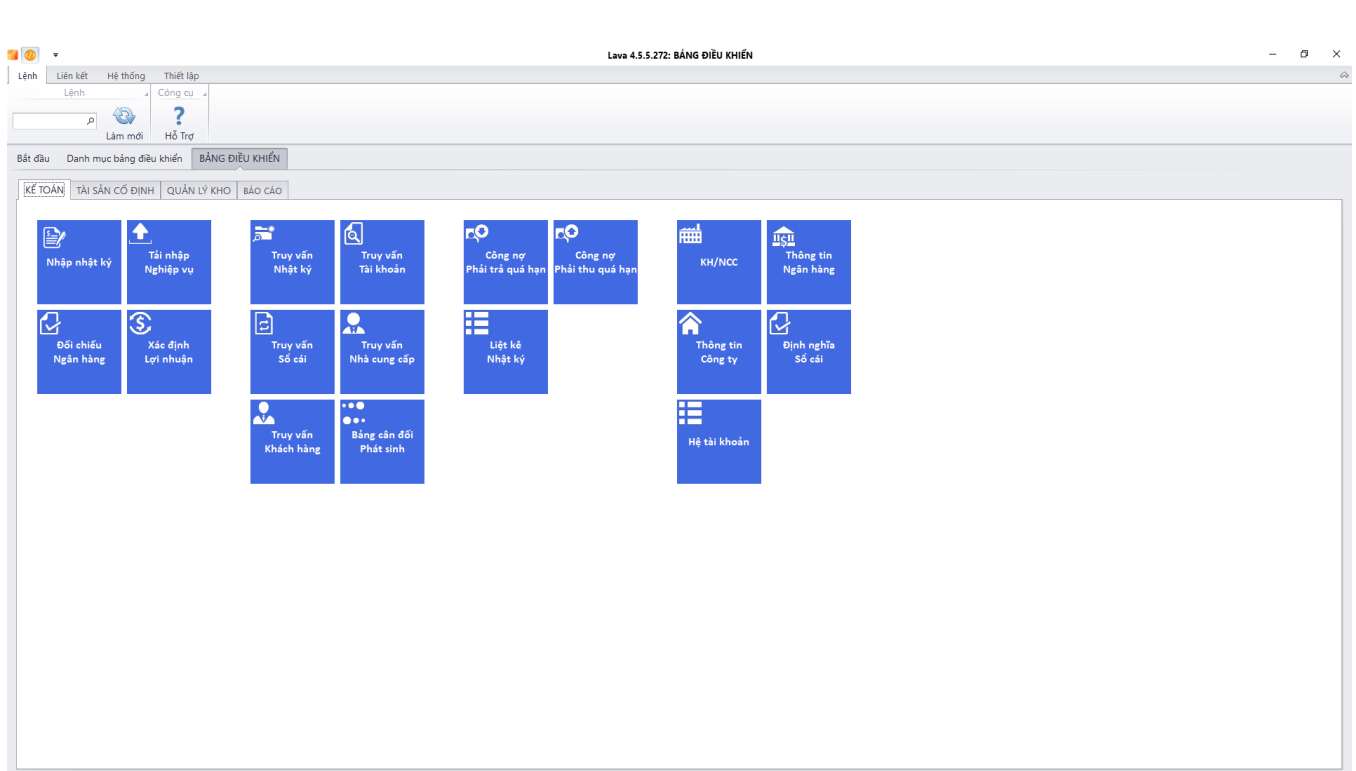 Lava 4.5.5.272: BẢNG ĐIỀU KHIỂN
Lệnh Liên kết Hệ thống Thiết lập
Lệnh Công cụ
Làm mới Hỗ Trợ
Bắt đầu Danh mục bảng điều khiển BẢNG ĐIỀU KHIỂN
KẾ TOÁN TÀI SẢN CỐ ĐỊNH QUẢN LÝ KHO BÁO CÁO
Nhập nhật ký
Tải nhập
Nghiệp vụ
Truy vấn
Nhật ký
Truy vấn
Tài khoản
Công nợ
Phải trả quá hạn
Công nợ
Phải thu quá hạn
KH/NCC
Thông tin
Ngân hàng
Đối chiếu
Ngân hàng
Xác định
Lợi nhuận
Truy vấn
Sổ cái
Truy vấn
Nhà cung cấp
Liệt kê
Nhật ký
Thông tin
Công ty
Định nghĩa
Sổ cái
Truy vấn
Khách hàng
Bảng cân đối
Phát sinh
Hệ tài khoản